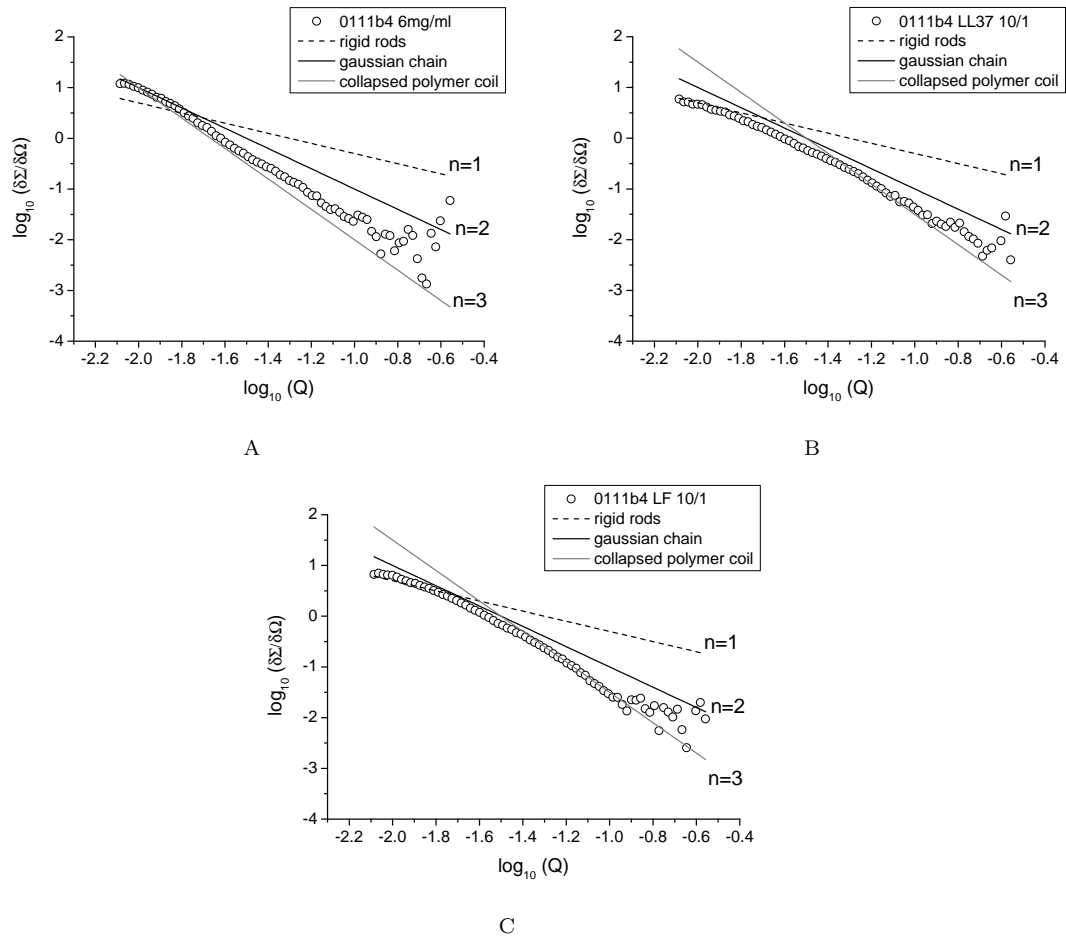 0111b4 6mg/ml
rigid rods
gaussian chain
collapsed polymer coil
2
1
0
-1
-2
-3
-4
log10 (δΣ/δΩ)
n=1
n=2
n=3
-2.2 -2.0 -1.8 -1.6 -1.4 -1.2 -1.0 -0.8 -0.6 -0.4
log10 (Q)
A
0111b4 LL37 10/1
rigid rods
gaussian chain
collapsed polymer coil
2
1
0
-1
-2
-3
-4
log10 (δΣ/δΩ)
n=1
n=2
n=3
-2.2 -2.0 -1.8 -1.6 -1.4 -1.2 -1.0 -0.8 -0.6 -0.4
log10 (Q)
B
0111b4 LF 10/1
rigid rods
gaussian chain
collapsed polymer coil
2
1
0
-1
-2
-3
-4
log10 (δΣ/δΩ)
n=1
n=2
n=3
-2.2 -2.0 -1.8 -1.6 -1.4 -1.2 -1.0 -0.8 -0.6 -0.4
log10 (Q)
C